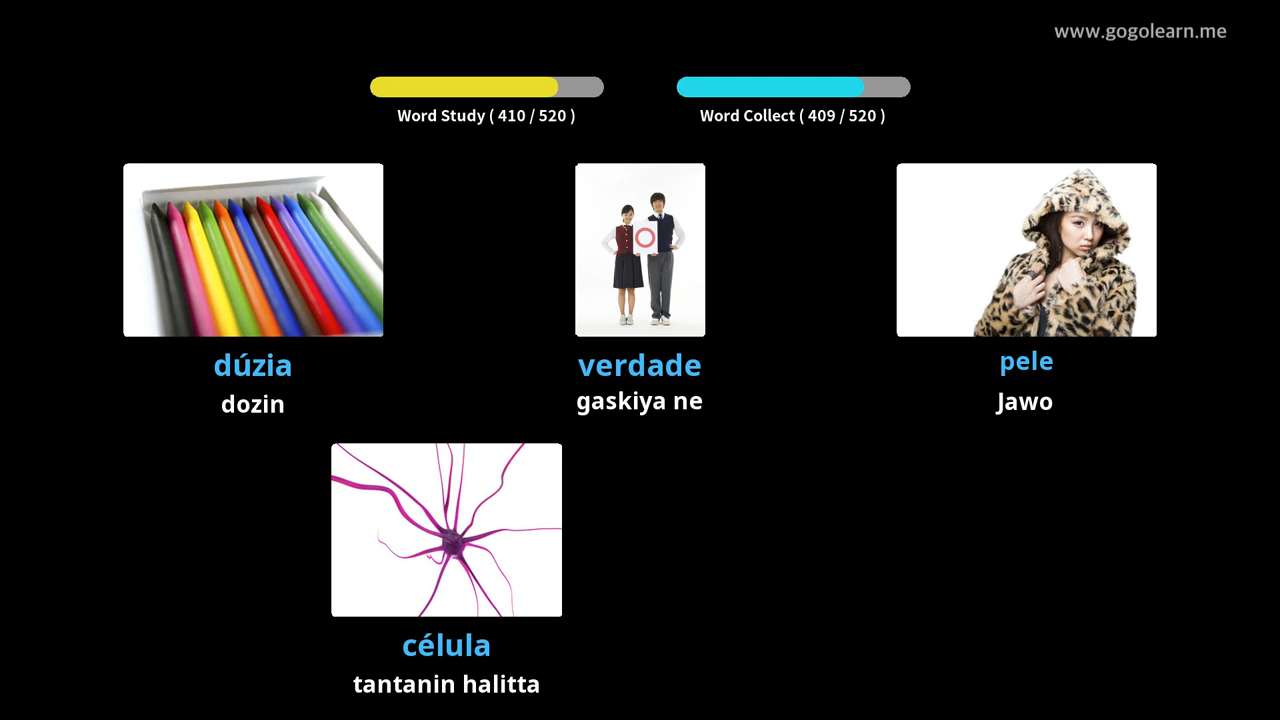 www.gogolearn.me
Word Study ( 410 / 520 )
Word Collect ( 409 / 520 )
dúzia
dozin
verdade
gaskiya ne
pele
Jawo
célula
tantanin halitta